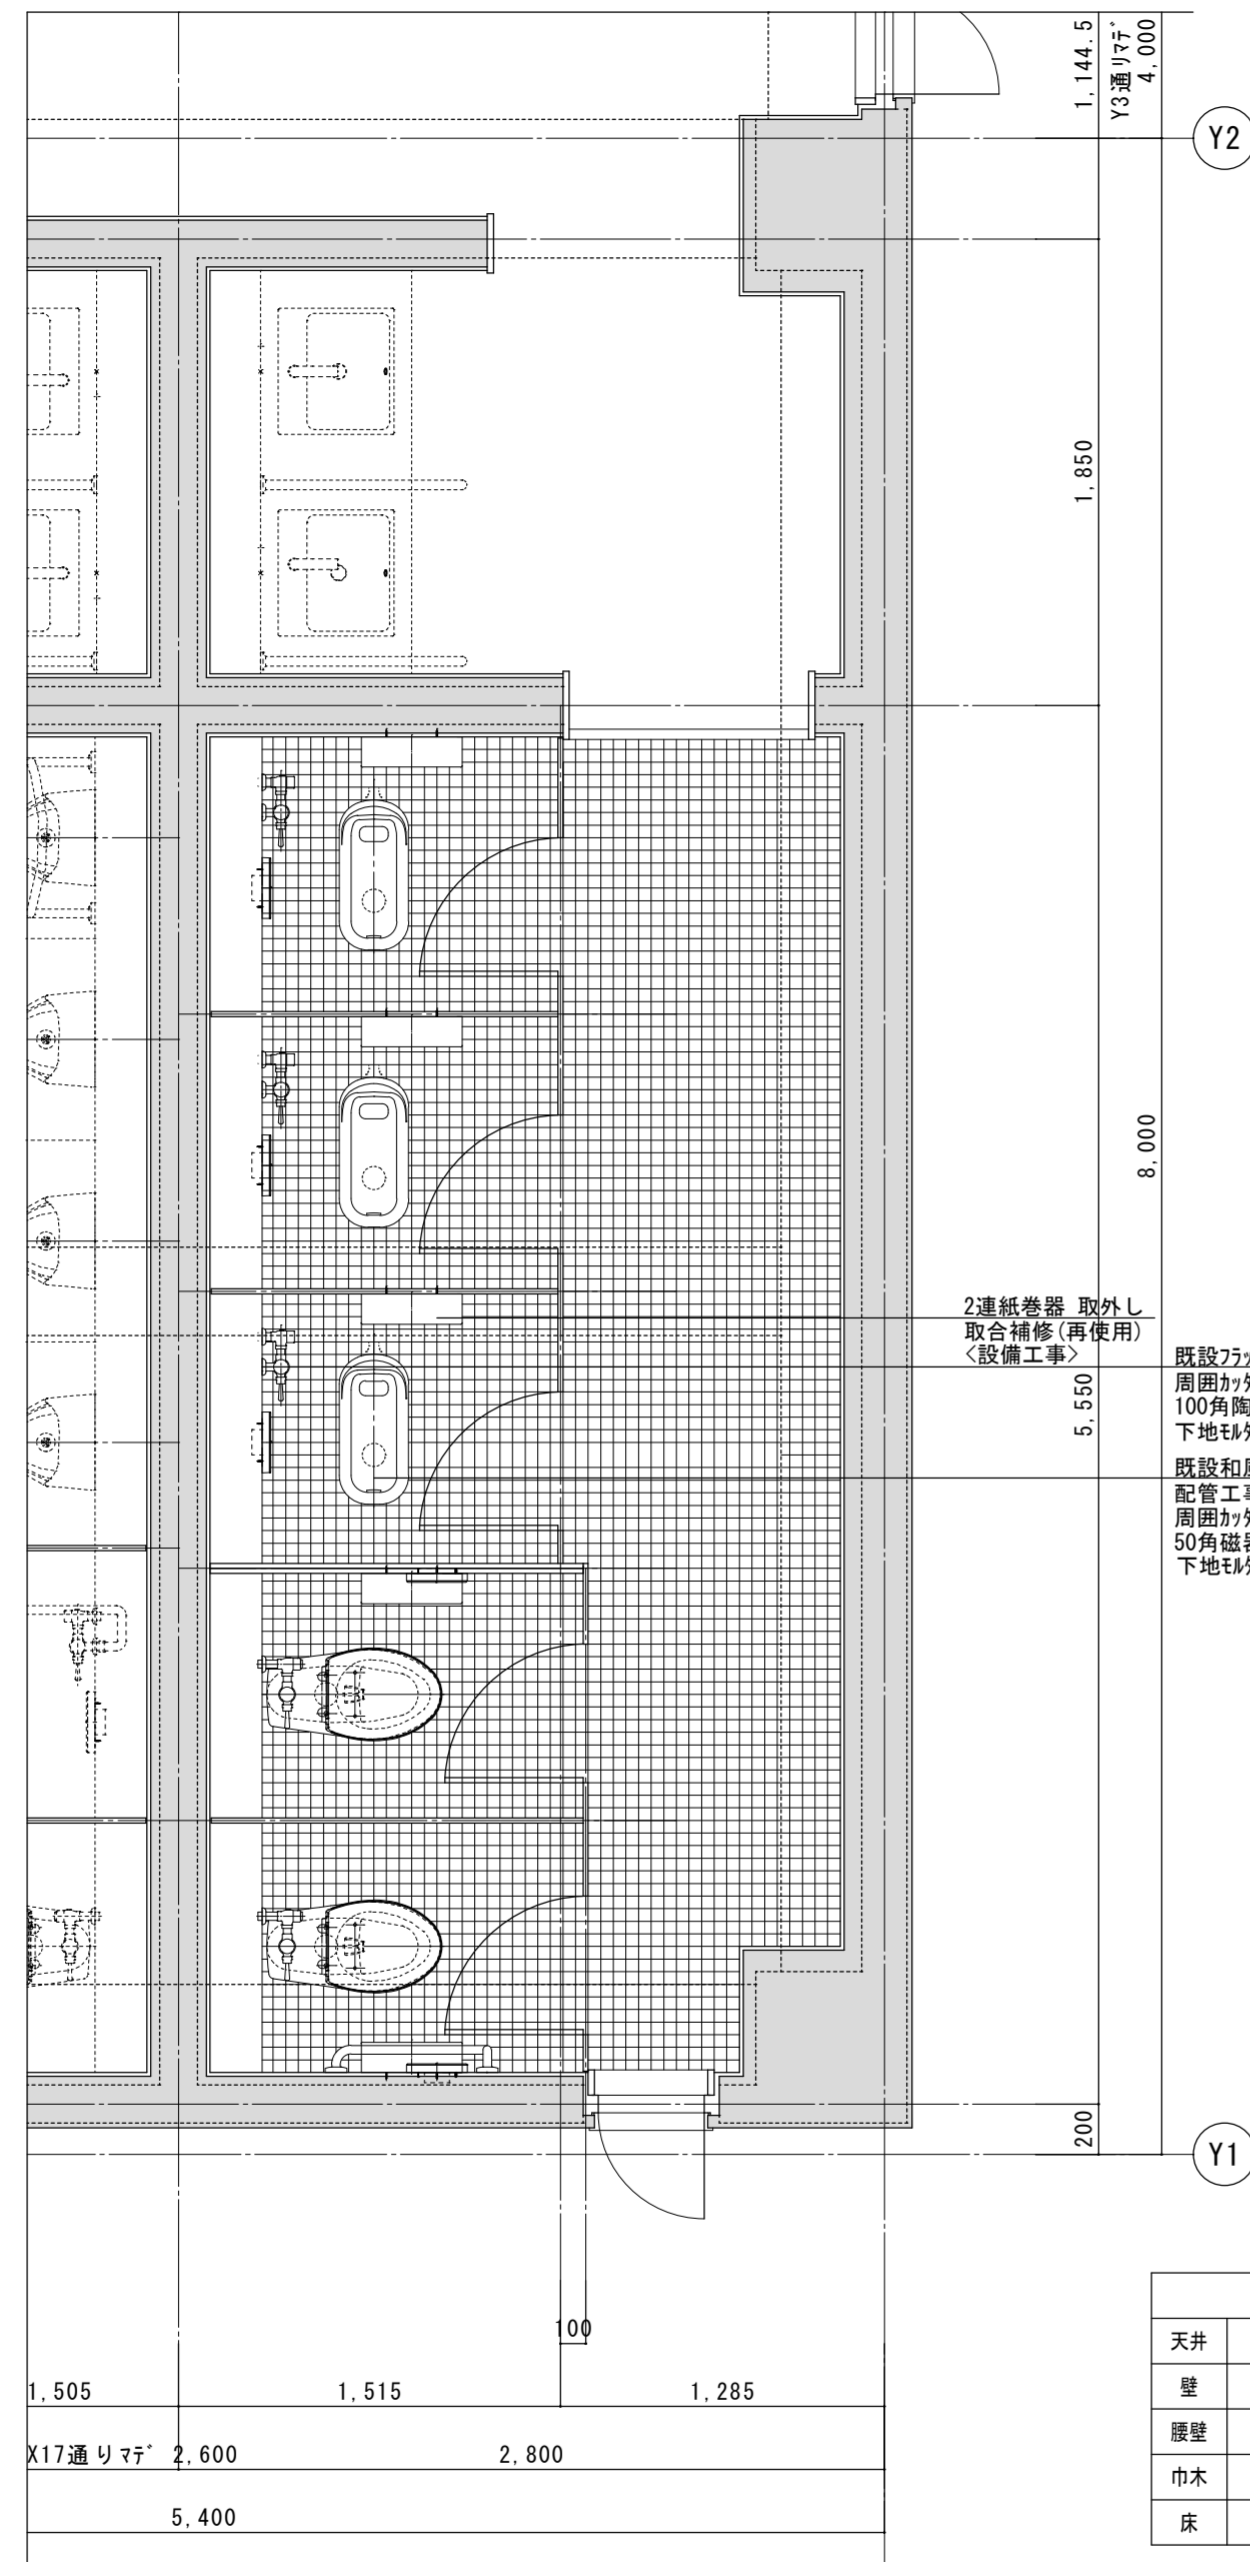 1,144.5
Y3通リマデ
4,000
Y2
1,850
8,000
2連紙巻器 取外し
取合補修(再使用)
<設備工事>
5,550
既設フラッ
周囲カッタ
100角陶
下地モルタ
既設和風
配管工事
周囲カッタ
50角磁器
下地モルタ
200
Y1
100
1,505
1,515
1,285
X17通リマデ 2,600
2,800
5,400
天井
壁
腰壁
巾木
床